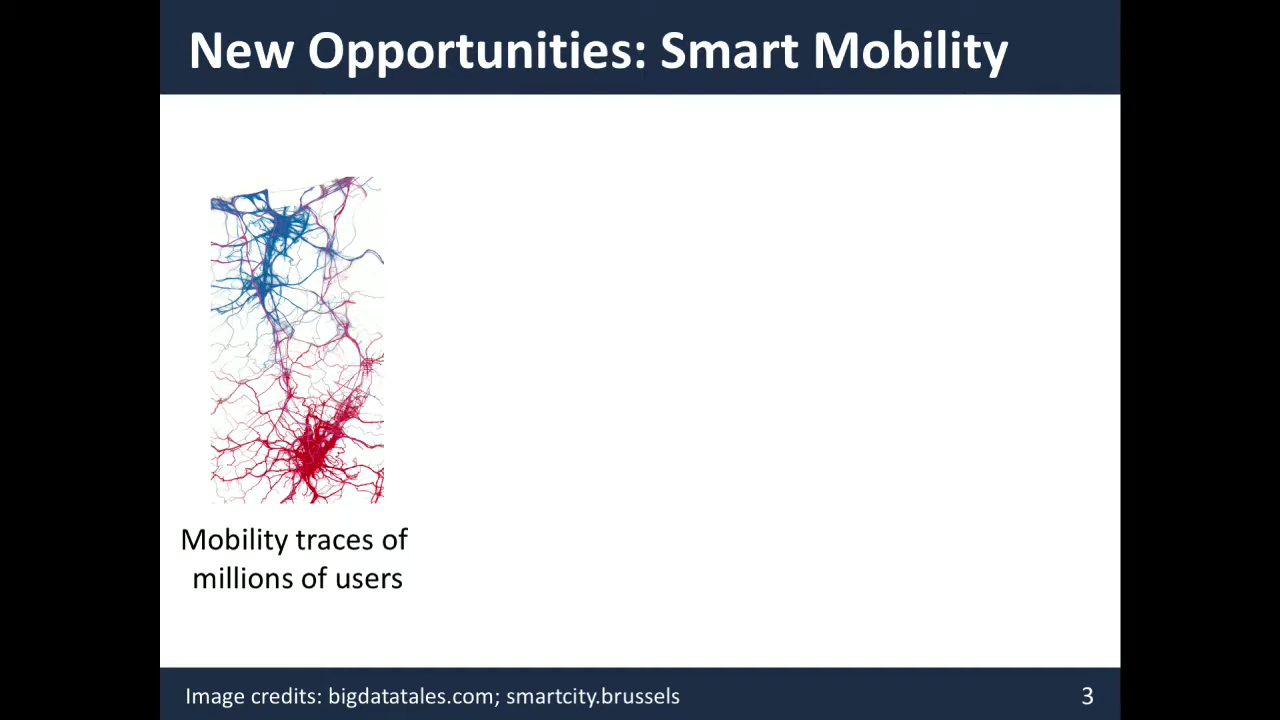 New Opportunities: Smart Mobility
Mobility traces of
millions of users
Image credits: bigdatatales.com; smartcity.brussels
3